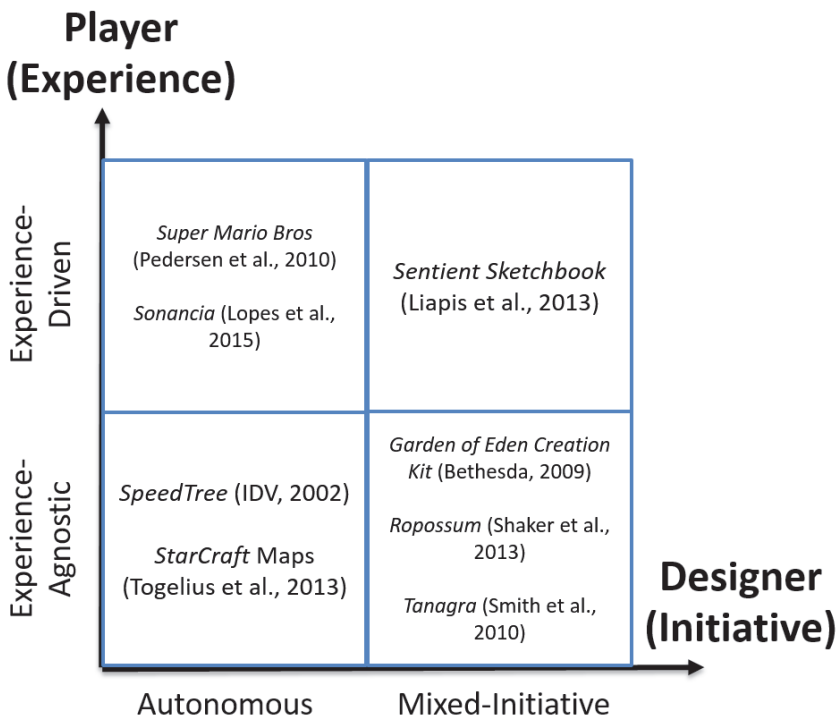 Player
(Experience)
Experience-
Driven
Super Mario Bros
(Pedersen et al., 2010)
Sonancia (Lopes et al.,
2015)
Sentient Sketchbook
(Liapis et al., 2013)
Experience-
Agnostic
SpeedTree (IDV, 2002)
StarCraft Maps
(Togelius et al., 2013)
Garden of Eden Creation
Kit (Bethesda, 2009)
Ropossum (Shaker et al.,
2013)
Tanagra (Smith et al.,
2010)
Designer
(Initiative)
Autonomous
Mixed-Initiative